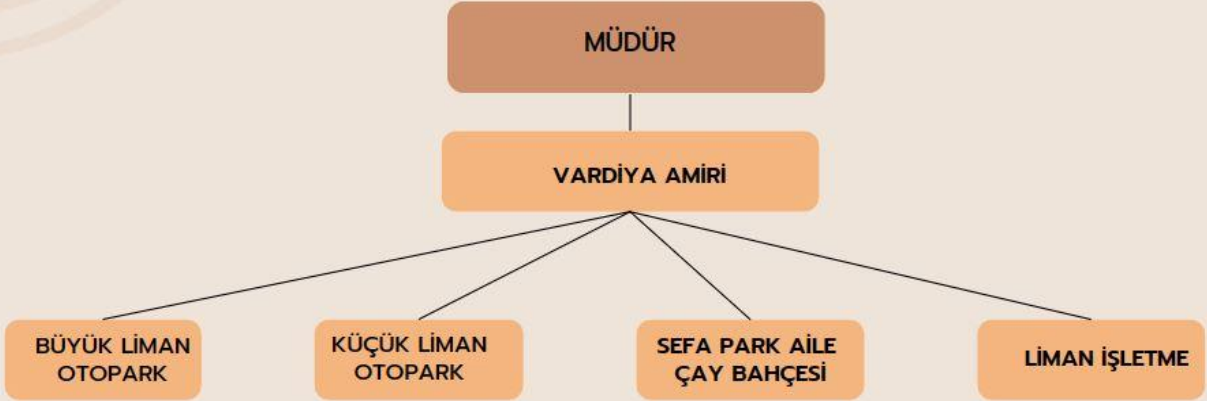 MÜDÜR
VARDİYA AMİRİ
BÜYÜK LİMAN
OTOPARK
KÜÇÜK LİMAN
OTOPARK
SEFA PARK AİLE
ÇAY BAHÇESİ
LİMAN İŞLETME